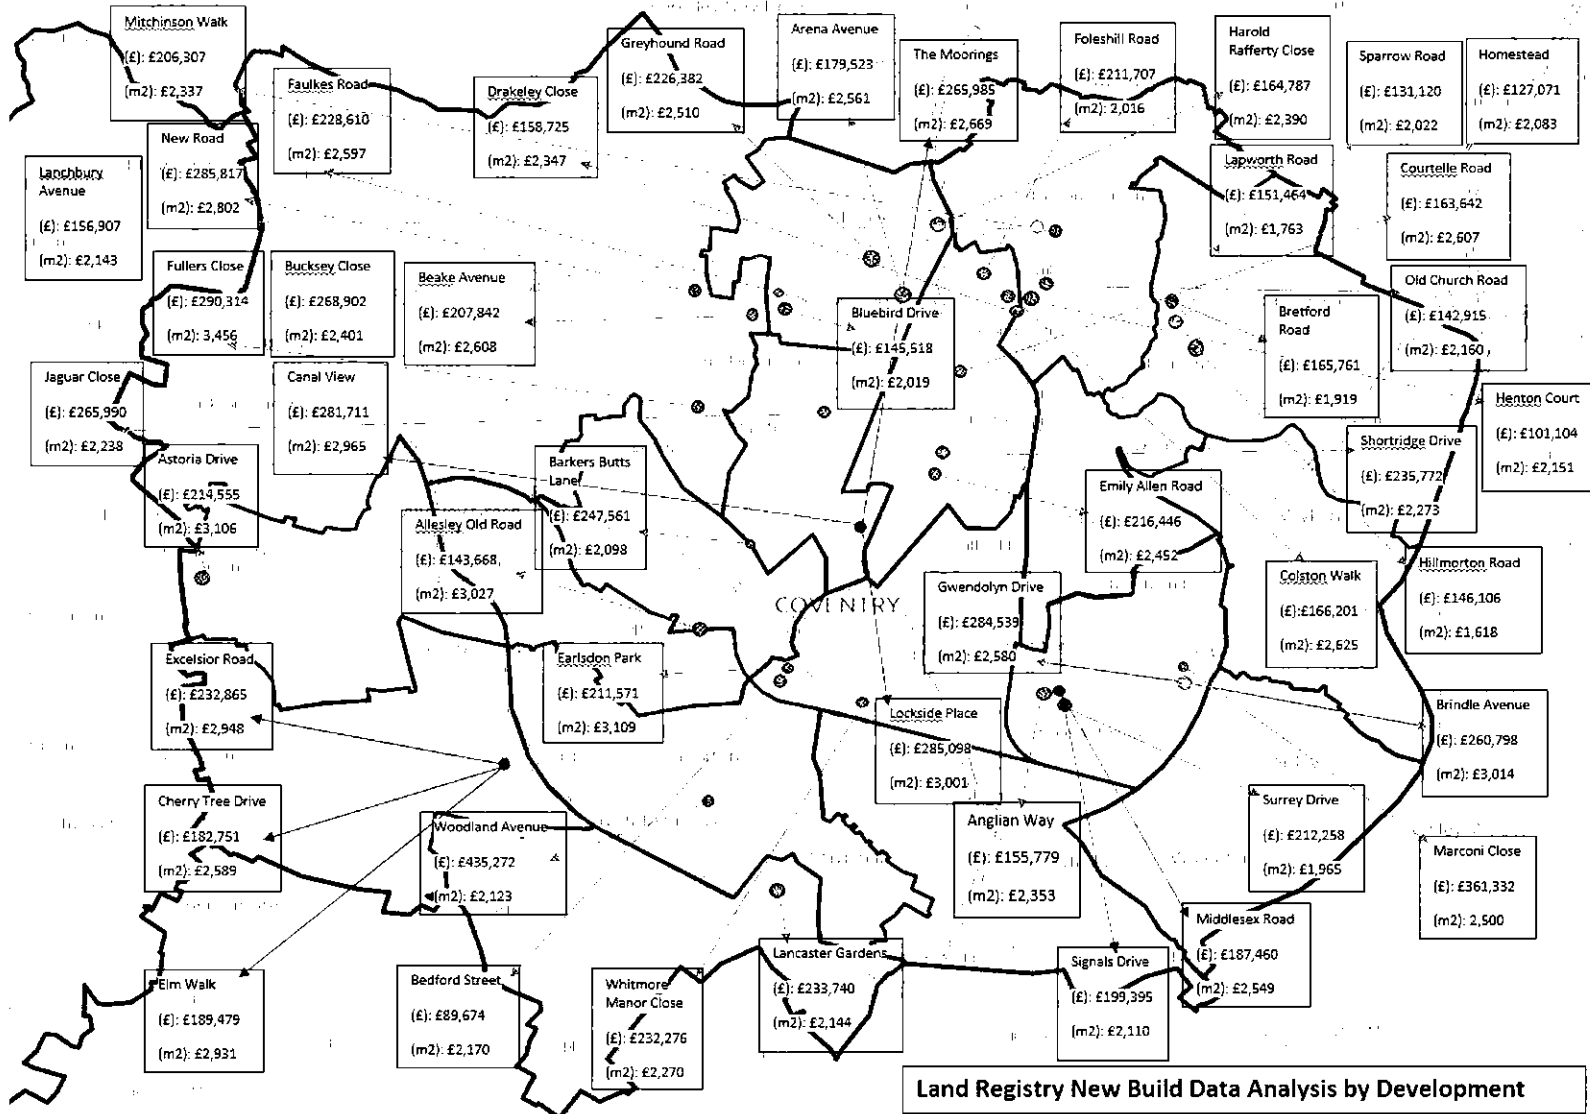 Mitchinson Walk
(£): £206,307
(m2): £2,337
Faulkes Road
(£): £228,610
(m2): £2,597
Drakeley Close
(£): £158,725
(m2): £2,347
Greyhound Road
(£): £226,382
(m2): £2,510
Arena Avenue
(£): £179,523
(m2): £2,561
The Moorings
(£): £265,985
(m2): £2,669
Foleshill Road
(£): £211,707
(m2): 2,016
Harold
Rafferty Close
(£): £164,787
(m2): £2,390
Sparrow Road
(£): £131,120
(m2): £2,022
Homestead
(£): £127,071
(m2): £2,083
New Road
(£): £285,817
(m2): £2,802
Lanchbury
Avenue
(£): £156,907
(m2): £2,143
Lapworth Road
(£): £151,464
(m2): £1,763
Courtelle Road
(£): £163,642
(m2): £2,607
Fullers Close
(£): £290,314
(m2): 3,456
Bucksey Close
(£): £268,902
(m2): £2,401
Beake Avenue
(£): £207,842
(m2): £2,608
Bluebird Drive
(£): £145,518
(m2): £2,019
Bretford
Road
(£): £165,761
(m2): £1,919
Old Church Road
(£): £142,915
(m2): £2,160
Jaguar Close
(£): £265,990
(m2): £2,238
Canal View
(£): £281,711
(m2): £2,965
Henton Court
(£): £101,104
(m2): £2,151
Astoria Drive
(£): £214,555
(m2): £3,106
Barkers Butts
Lane
(£): £247,561
(m2): £2,098
Shortridge Drive
(£): £235,772
(m2): £2,273
Allesley Old Road
(£): £143,668
(m2): £3,027
Emily Allen Road
(£): £216,446
(m2): £2,452
Gwendolyn Drive
(£): £284,539
(m2): £2,580
Colston Walk
(£):£166,201
(m2): £2,625
Hillmorton Road
(£): £146,106
(m2): £1,618
COVENTRY
Excelsior Road
(£): £232,865
(m2): £2,948
Earlsdon Park
(£): £211,571
(m2): £3,109
Lockside Place
(£): £285,098
(m2): £3,001
Brindle Avenue
(£): £260,798
(m2): £3,014
Cherry Tree Drive
(£): £182,751
(m2): £2,589
Woodland Avenue
(£): £435,272
(m2): £2,123
Anglian Way
(£): £155,779
(m2): £2,353
Surrey Drive
(£): £212,258
(m2): £1,965
Marconi Close
(£): £361,332
(m2): 2,500
Elm Walk
(£): £189,479
(m2): £2,931
Bedford Street
(£): £89,674
(m2): £2,170
Whitmore
Manor Close
(£): £232,276
(m2): £2,270
Lancaster Gardens
(£): £233,740
(m2): £2,144
Signals Drive
(£): £199,395
(m2): £2,110
Middlesex Road
(£): £187,460
(m2): £2,549
Land Registry New Build Data Analysis by Development